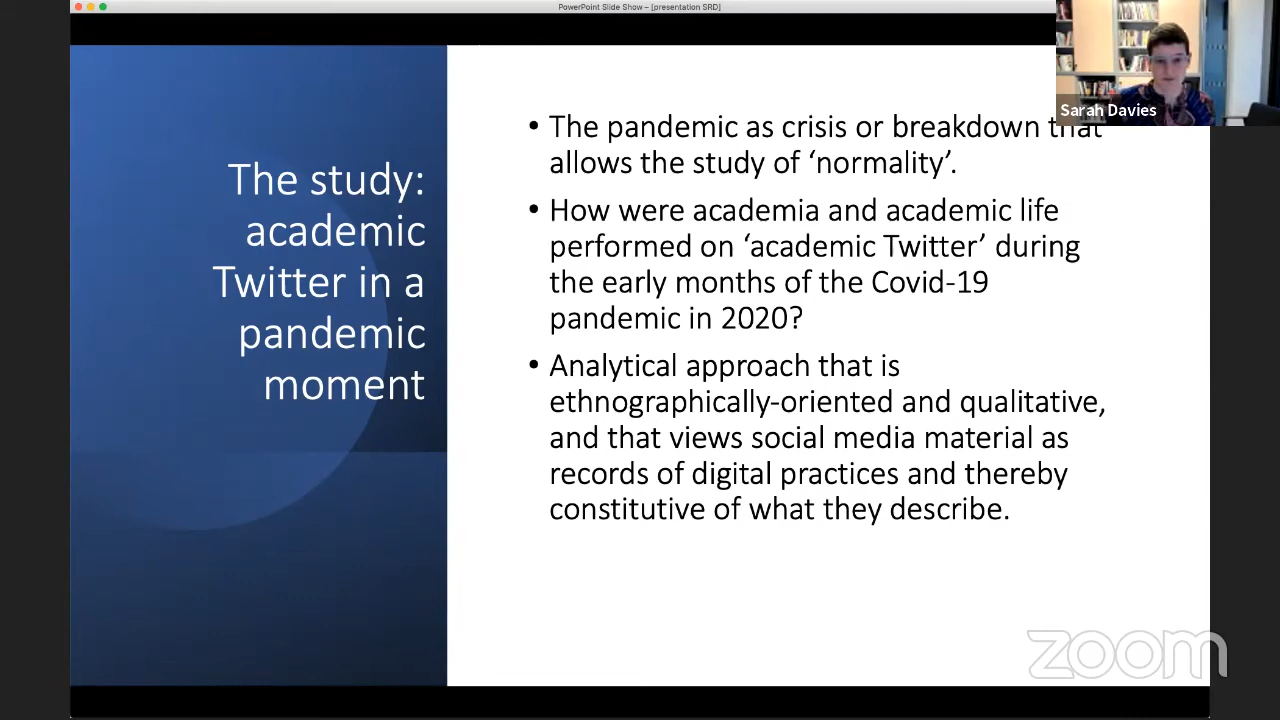 PowerPoint Slide Show – [presentation SRD]
The study:
academic
Twitter in a
pandemic
moment
• The pandemic as crisis or breakdown that
allows the study of ‘normality’.
• How were academia and academic life
performed on ‘academic Twitter’ during
the early months of the Covid-19
pandemic in 2020?
• Analytical approach that is
ethnographically-oriented and qualitative,
and that views social media material as
records of digital practices and thereby
constitutive of what they describe.
Sarah Davies
zoom